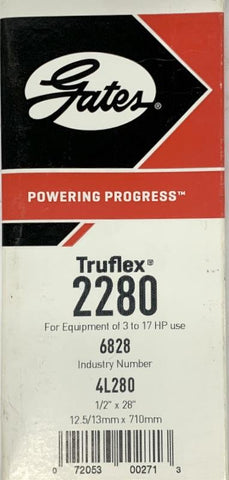 Gates®
POWERING PROGRESS™
Truflex®
2280
For Equipment of 3 to 17 HP use
6828
Industry Number
4L280
1/2" x 28"
12.5/13mm x 710mm
0 72053 00271 3